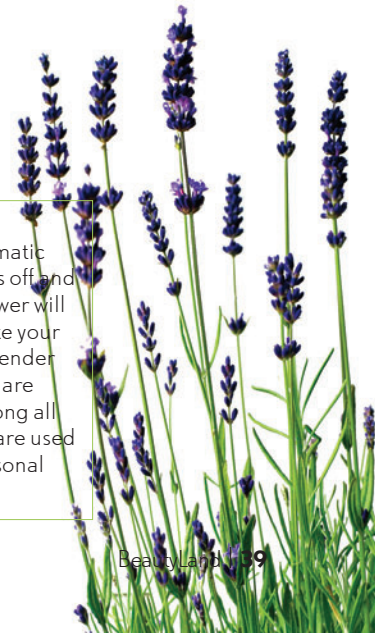 matic
s off and
wer will
e your
ender
are
ong all
are used
sonal
BeautyLand 39